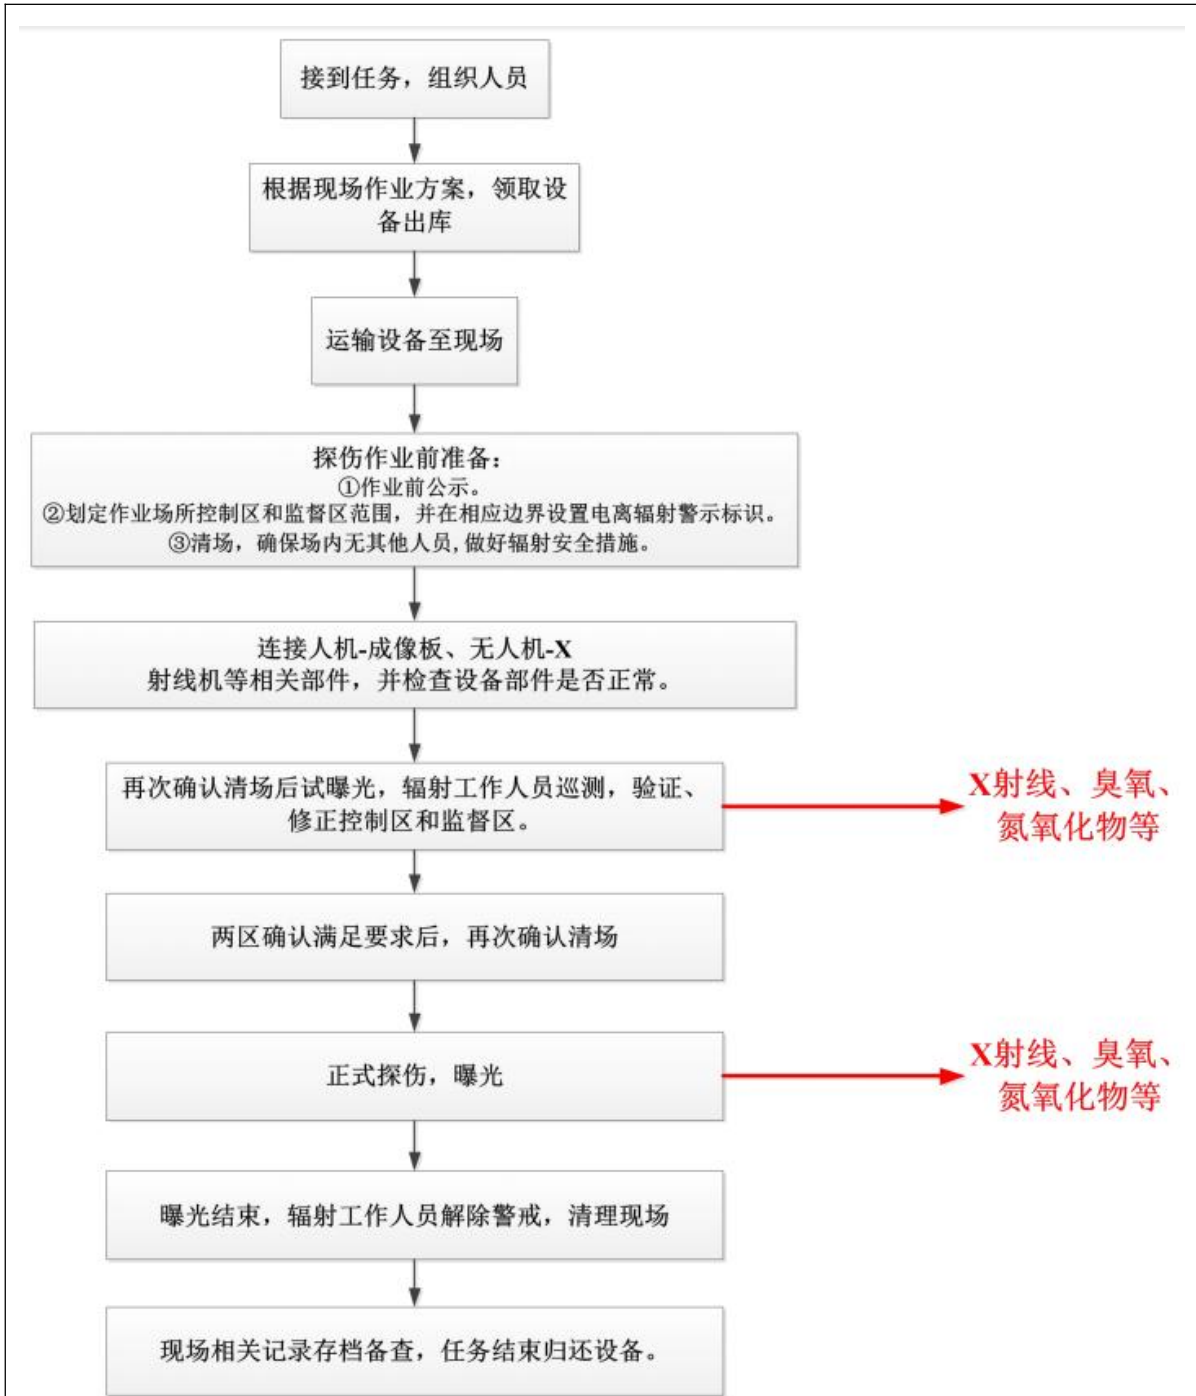 接到任务，组织人员
根据现场作业方案，领取设
备出库
运输设备至现场
探伤作业前准备：
①作业前公示。
②划定作业场所控制区和监督区范围，并在相应边界设置电离辐射警示标识。
③清场，确保场内无其他人员,做好辐射安全措施。
连接人机-成像板、无人机-X
射线机等相关部件，并检查设备部件是否正常。
再次确认清场后试曝光，辐射工作人员巡测，验证、
修正控制区和监督区。
X射线、臭氧、
氮氧化物等
两区确认满足要求后，再次确认清场
正式探伤，曝光
X射线、臭氧、
氮氧化物等
曝光结束，辐射工作人员解除警戒，清理现场
现场相关记录存档备查，任务结束归还设备。